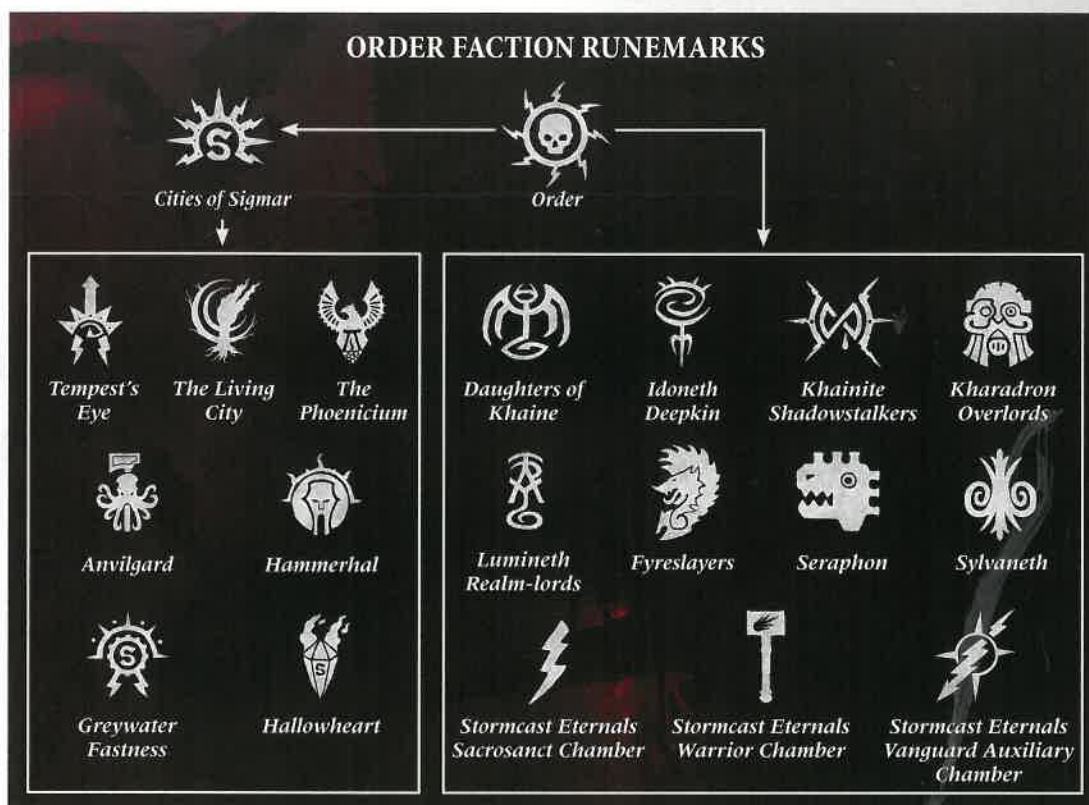 ORDER FACTION RUNEMARKS
S
Cities of Sigmar
Order
Tempest's
Eye
The Living
City
The
Phoenicium
Anvilgard
Hammerhal
S
Greywater
Fastness
S
Hallowheart
Daughters of
Khaine
Idoneth
Deepkin
Khainite
Shadowstalkers
Kharadron
Overlords
Lumineth
Realm-lords
Fyreslayers
Seraphon
Sylvaneth
Stormcast Eternals
Sacrosanct Chamber
Stormcast Eternals
Warrior Chamber
Stormcast Eternals
Vanguard Auxiliary
Chamber